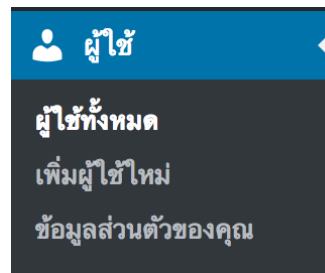 ผู้ใช้
ผู้ใช้ทั้งหมด
เพิ่มผู้ใช้ใหม่
ข้อมูลส่วนตัวของคุณ